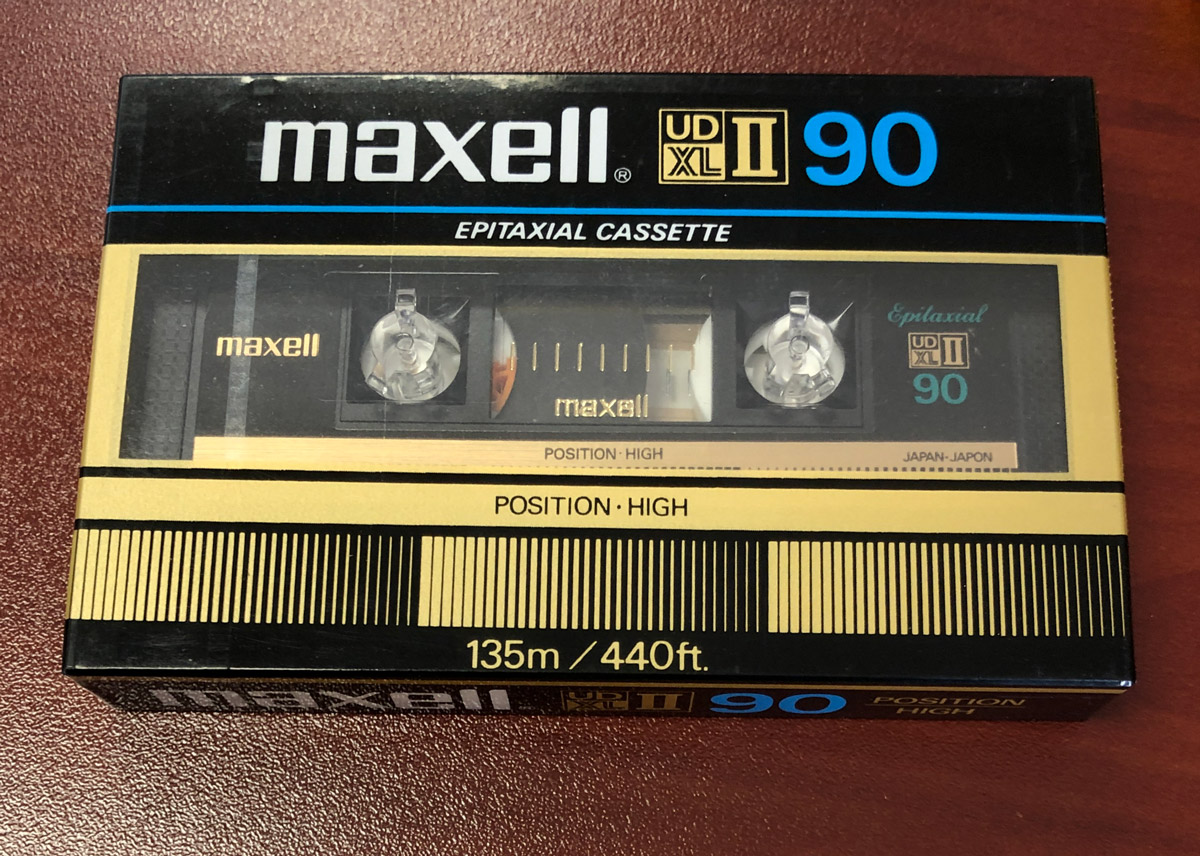 maxell® UD XL II 90
EPITAXIAL CASSETTE
maxell
Epitaxial
UD XL II
90
maxell
POSITION·HIGH JAPAN-JAPON
POSITION·HIGH
135m/440ft.
maxell UD XL II 90 POSITION HIGH